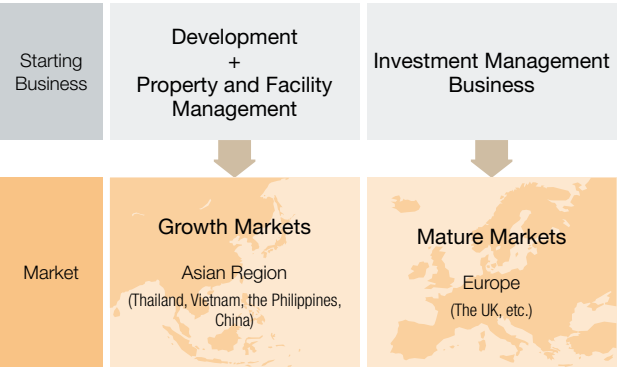 Starting
Business
Development
+
Property and Facility
Management
Investment Management
Business
Market
Growth Markets
Asian Region
(Thailand, Vietnam, the Philippines,
China)
Mature Markets
Europe
(The UK, etc.)